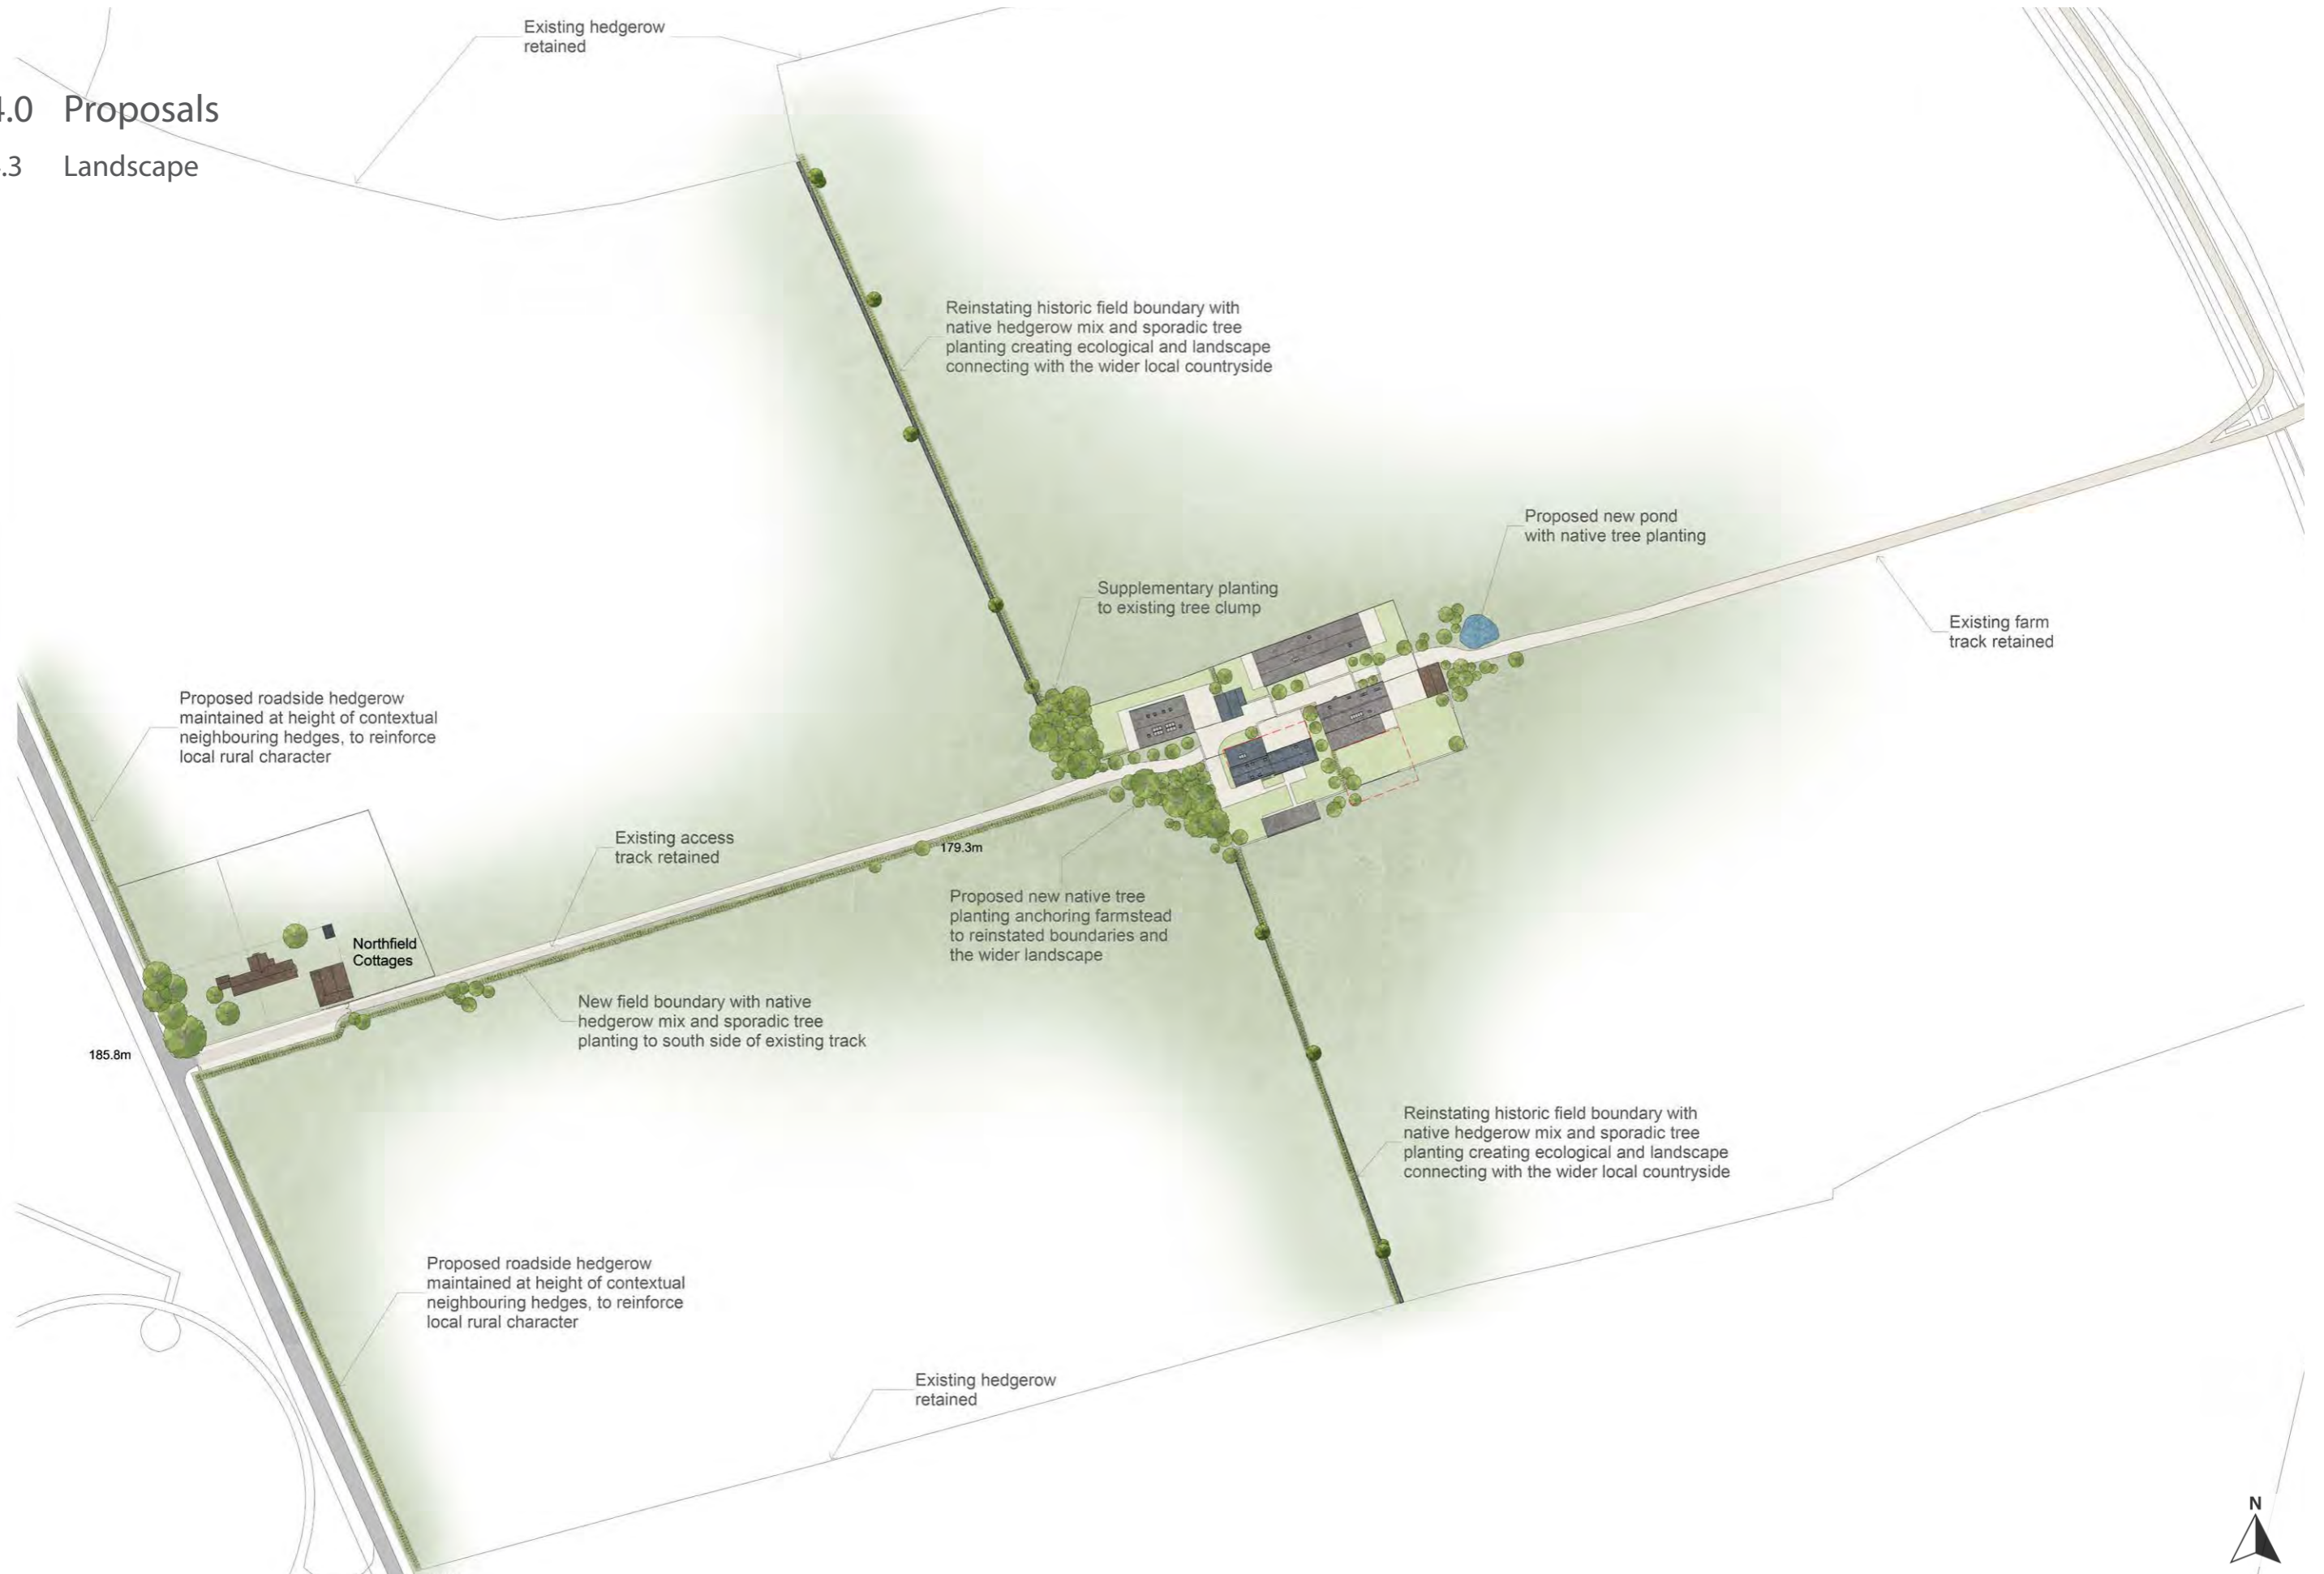 Existing hedgerow
retained
4.0 Proposals
.3 Landscape
Reinstating historic field boundary with
native hedgerow mix and sporadic tree
planting creating ecological and landscape
connecting with the wider local countryside
Proposed new pond
with native tree planting
Supplementary planting
to existing tree clump
Existing farm
track retained
Proposed roadside hedgerow
maintained at height of contextual
neighbouring hedges, to reinforce
local rural character
Existing access
track retained
179.3m
Proposed new native tree
planting anchoring farmstead
to reinstated boundaries and
the wider landscape
Northfield
Cottages
New field boundary with native
hedgerow mix and sporadic tree
planting to south side of existing track
185.8m
Reinstating historic field boundary with
native hedgerow mix and sporadic tree
planting creating ecological and landscape
connecting with the wider local countryside
Proposed roadside hedgerow
maintained at height of contextual
neighbouring hedges, to reinforce
local rural character
Existing hedgerow
retained
N